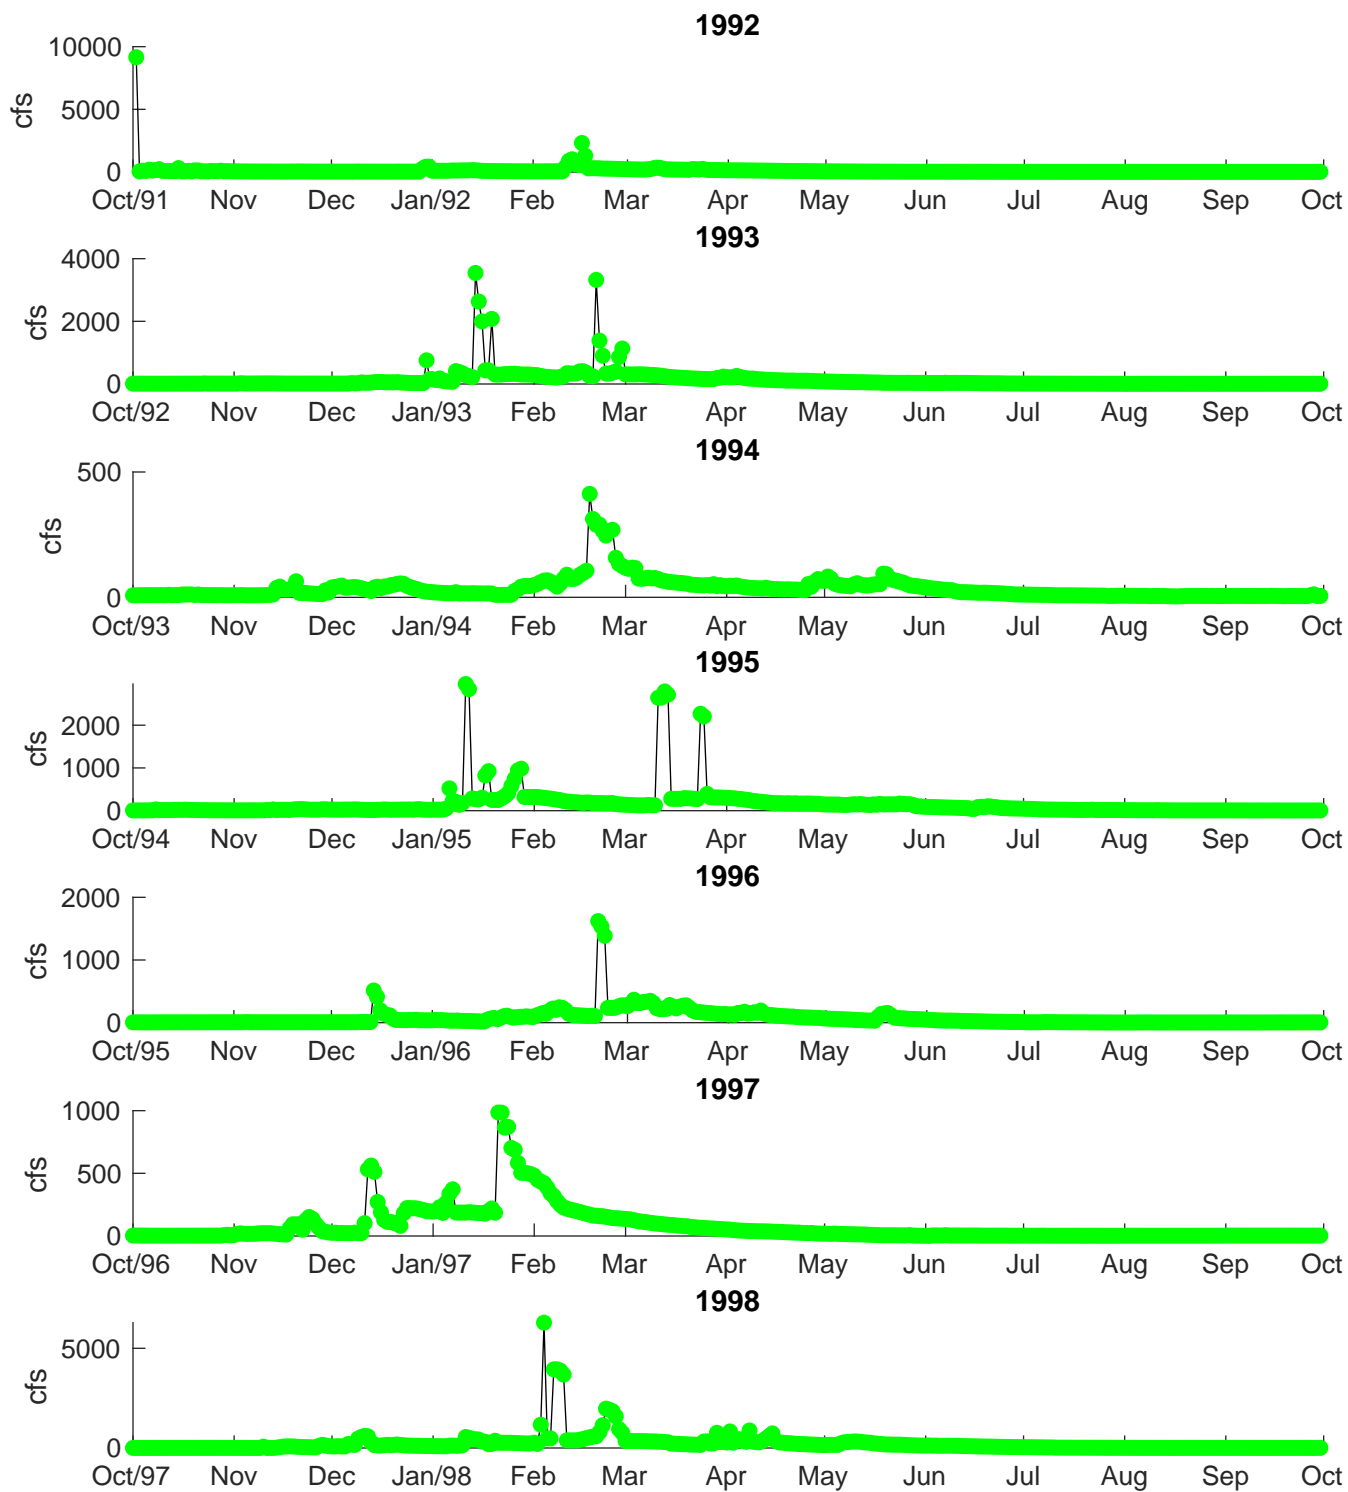 1992
10000
5000
0
cfs
Oct/91 Nov Dec Jan/92 Feb Mar Apr May Jun Jul Aug Sep Oct
1993
4000
2000
0
cfs
Oct/92 Nov Dec Jan/93 Feb Mar Apr May Jun Jul Aug Sep Oct
1994
500
0
cfs
Oct/93 Nov Dec Jan/94 Feb Mar Apr May Jun Jul Aug Sep Oct
1995
2000
1000
0
cfs
Oct/94 Nov Dec Jan/95 Feb Mar Apr May Jun Jul Aug Sep Oct
1996
2000
1000
0
cfs
Oct/95 Nov Dec Jan/96 Feb Mar Apr May Jun Jul Aug Sep Oct
1997
1000
500
0
cfs
Oct/96 Nov Dec Jan/97 Feb Mar Apr May Jun Jul Aug Sep Oct
1998
5000
0
cfs
Oct/97 Nov Dec Jan/98 Feb Mar Apr May Jun Jul Aug Sep Oct